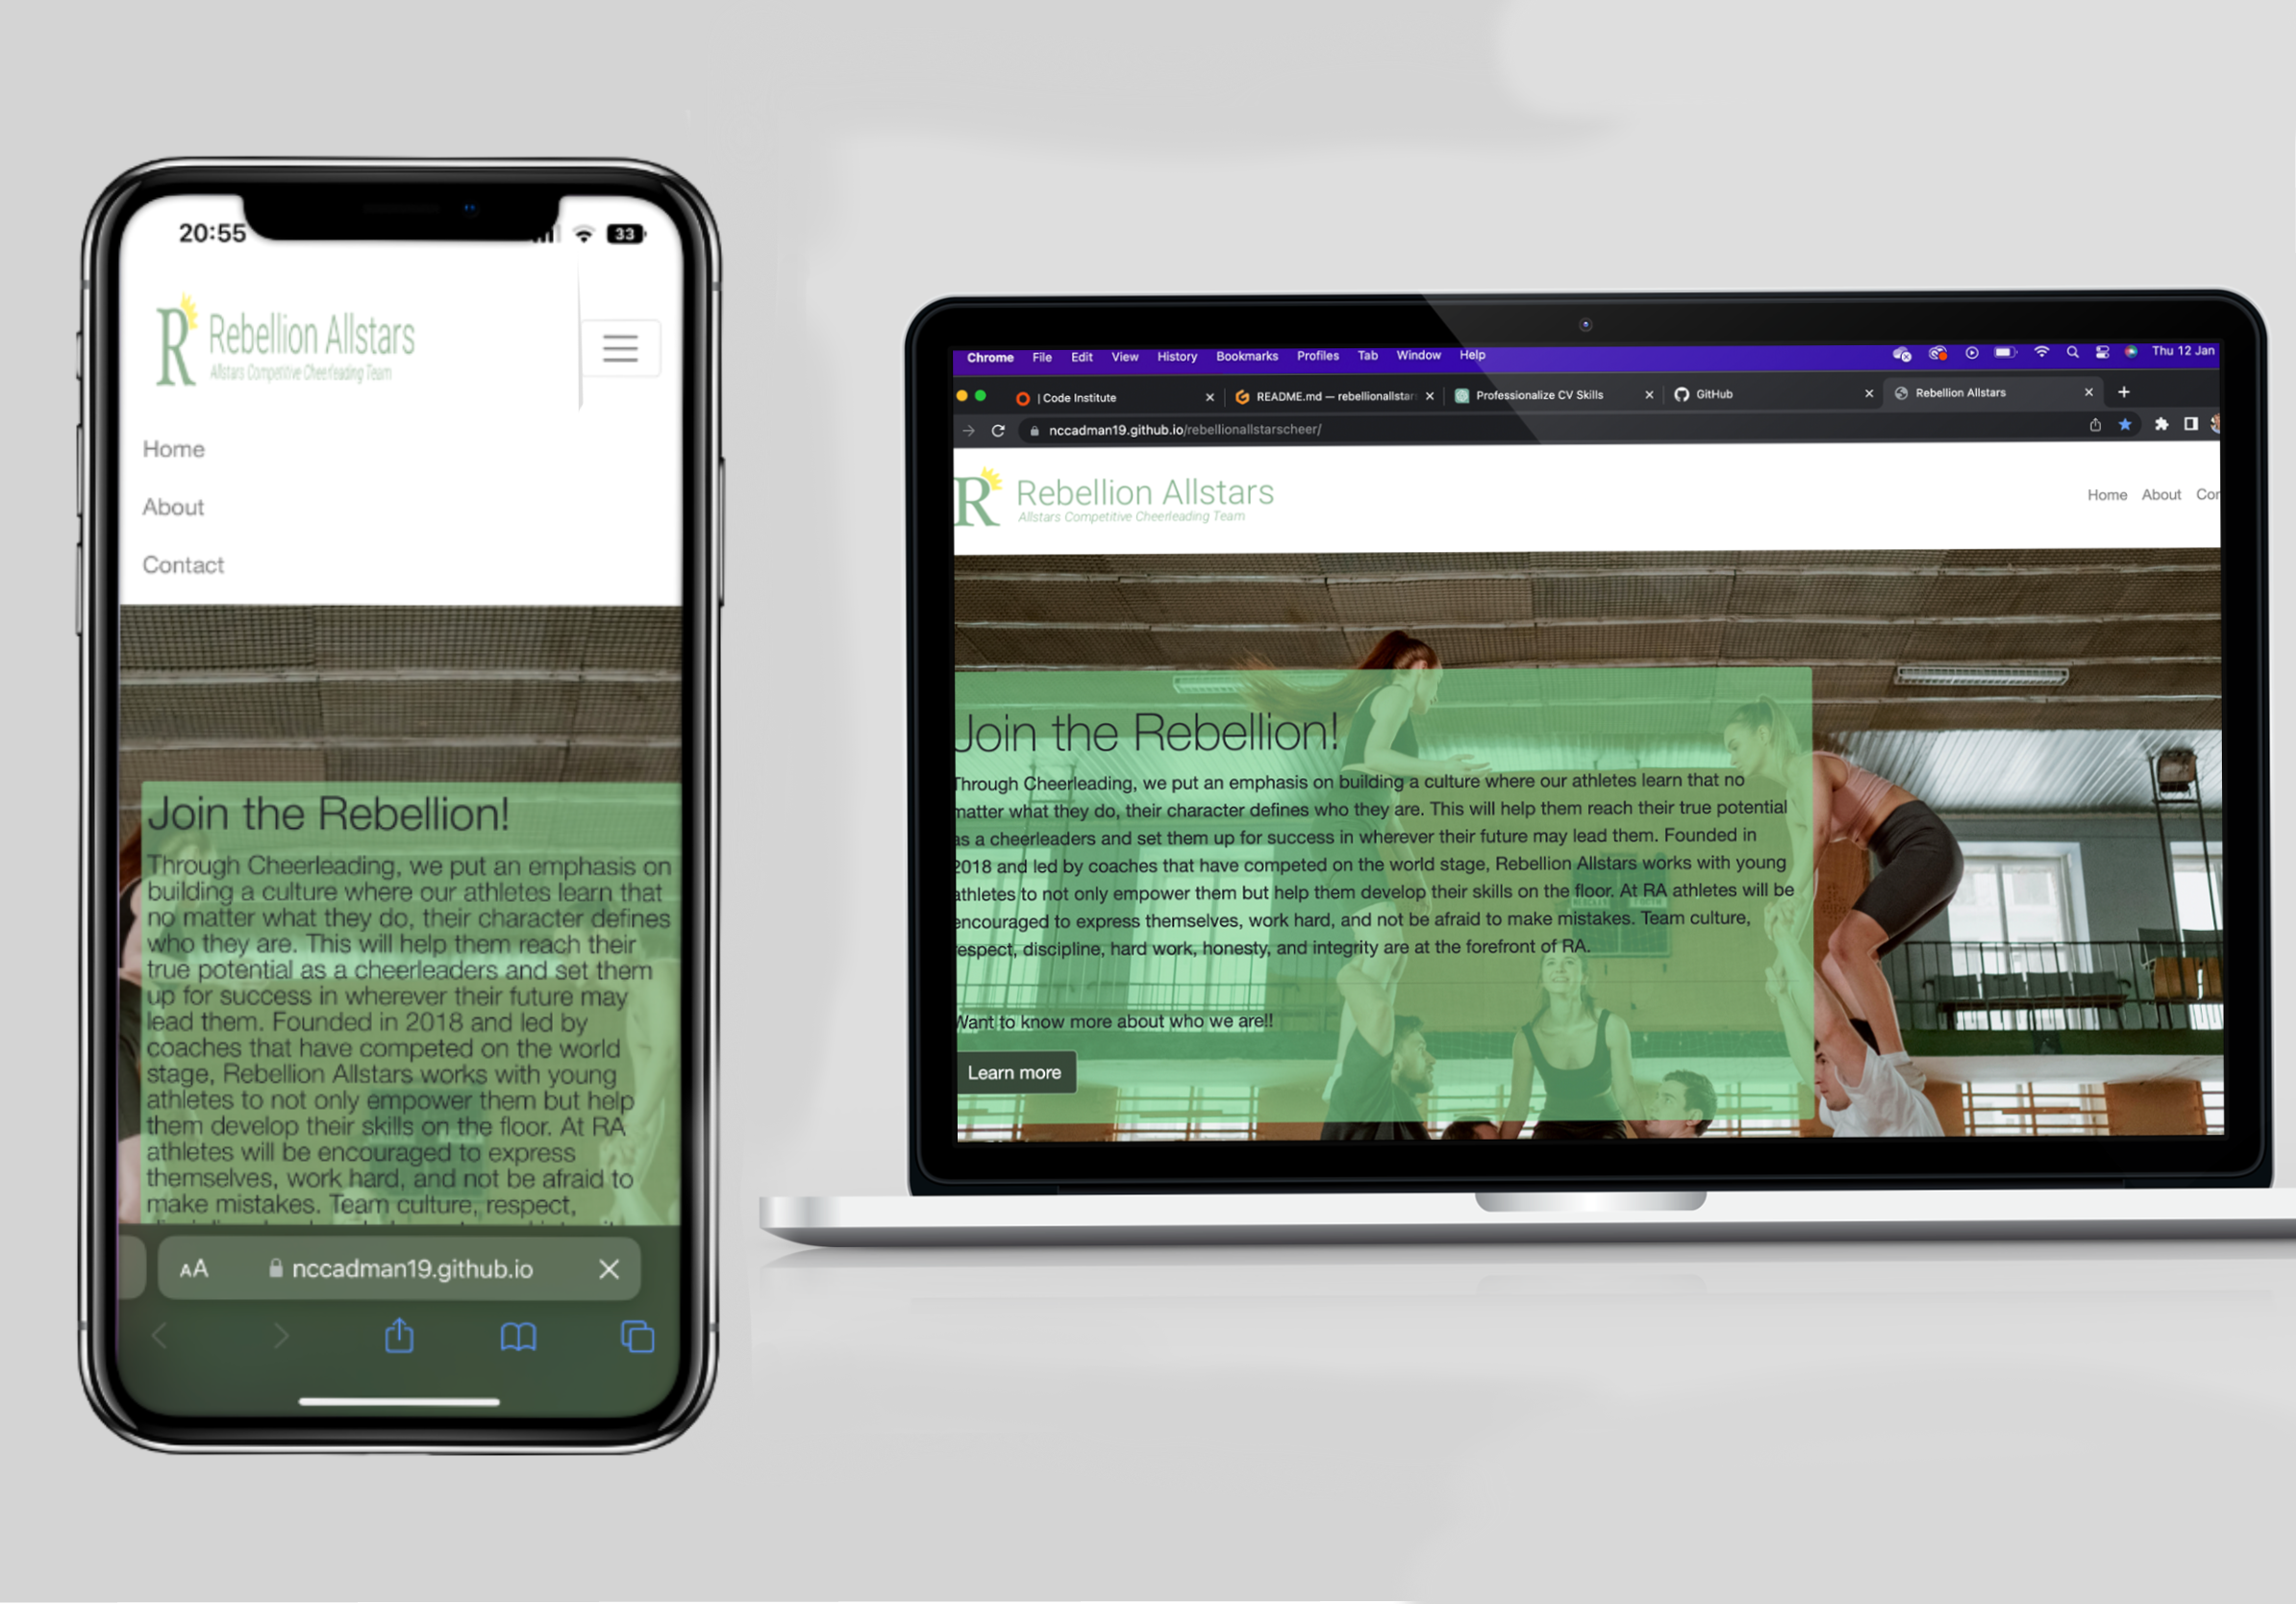 20:55
33
Rebellion Allstars
Allstars Competitive Cheerleading Team
Home
About
Contact
Join the Rebellion!
Through Cheerleading, we put an emphasis on
building a culture where our athletes learn that
no matter what they do, their character defines
who they are. This will help them reach their
true potential as a cheerleaders and set them
up for success in wherever their future may
lead them. Founded in 2018 and led by
coaches that have competed on the world
stage, Rebellion Allstars works with young
athletes to not only empower them but help
them develop their skills on the floor. At RA
athletes will be encouraged to express
themselves, work hard, and not be afraid to
make mistakes. Team culture, respect,
AA nccadman19.github.io
Chrome File Edit View History Bookmarks Profiles Tab Window Help Thu 12 Jan
| Code Institute README.md — rebellionallstar Professionalize CV Skills GitHub Rebellion Allstars
nccadman19.github.io/rebellionallstarscheer/
R Rebellion Allstars
Allstars Competitive Cheerleading Team
Home About Con
Join the Rebellion!
Through Cheerleading, we put an emphasis on building a culture where our athletes learn that no
matter what they do, their character defines who they are. This will help them reach their true potential
as a cheerleaders and set them up for success in wherever their future may lead them. Founded in
2018 and led by coaches that have competed on the world stage, Rebellion Allstars works with young
athletes to not only empower them but help them develop their skills on the floor. At RA athletes will be
encouraged to express themselves, work hard, and not be afraid to make mistakes. Team culture,
respect, discipline, hard work, honesty, and integrity are at the forefront of RA.
Want to know more about who we are!!
Learn more